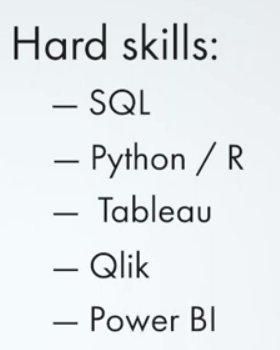 Hard skills:
— SQL
— Python / R
— Tableau
— Qlik
— Power BI